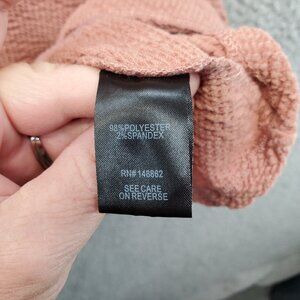 98%POLYESTER
2%SPANDEX
RN# 148662
SEE CARE
ON REVERSE